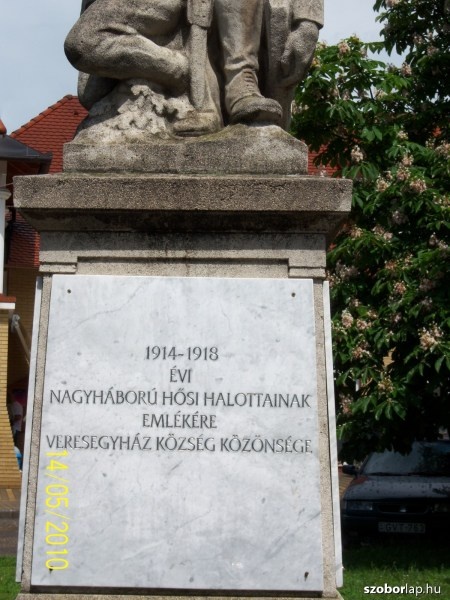 1914-1918
ÉVI
NAGYHÁBORÚ HŐSI HALOTTAINAK
EMLÉKÉRE
VERESEGYHÁZ KÖZSÉG KÖZÖNSÉGE
14/05/2010
szoborlap.hu